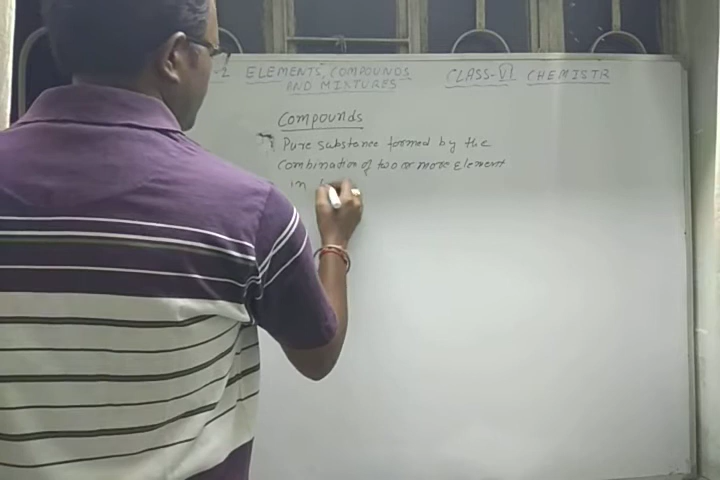 2 ELEMENTS, COMPOUNDS
AND MIXTURES
CLASS-VI CHEMISTR
Compounds
Pure substance formed by the
combination of two or more Element
in